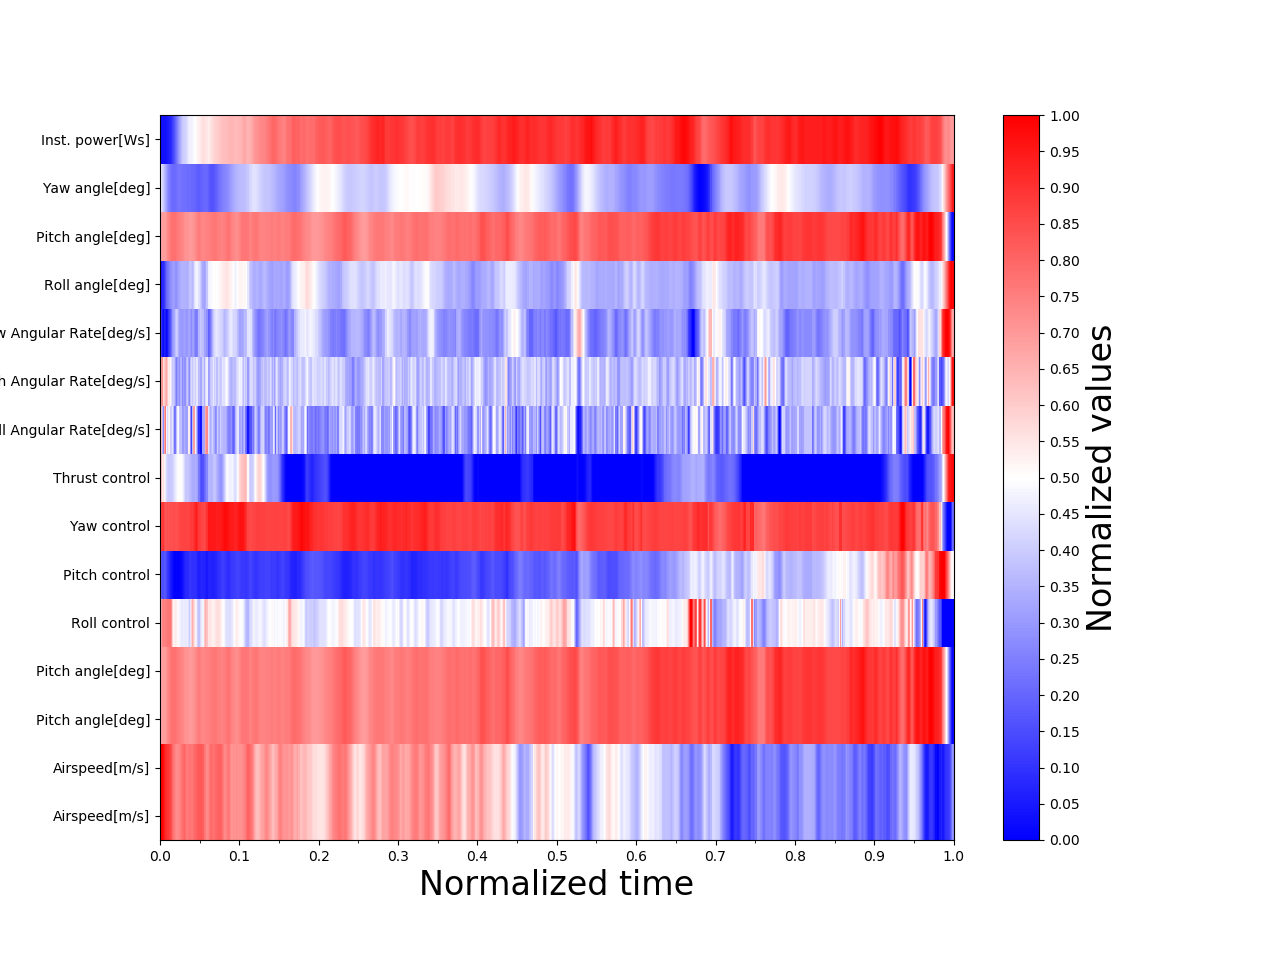 Inst. power[Ws]
Yaw angle[deg]
Pitch angle[deg]
Roll angle[deg]
w Angular Rate[deg/s]
h Angular Rate[deg/s]
ll Angular Rate[deg/s]
Thrust control
Yaw control
Pitch control
Roll control
Pitch angle[deg]
Pitch angle[deg]
Airspeed[m/s]
Airspeed[m/s]
0.0 0.1 0.2 0.3 0.4 0.5 0.6 0.7 0.8 0.9 1.0
Normalized time
1.00
0.95
0.90
0.85
0.80
0.75
0.70
0.65
0.60
0.55
0.50
0.45
0.40
0.35
0.30
0.25
0.20
0.15
0.10
0.05
0.00
Normalized values